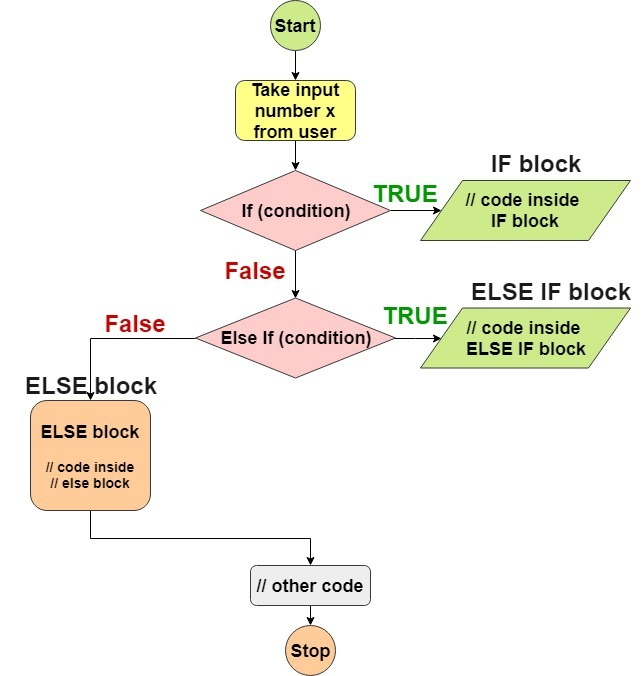 Start
Take input
number x
from user
IF block
TRUE
If (condition)
// code inside
IF block
False
ELSE IF block
TRUE
False
Else If (condition)
// code inside
ELSE IF block
ELSE block
ELSE block
// code inside
// else block
// other code
Stop